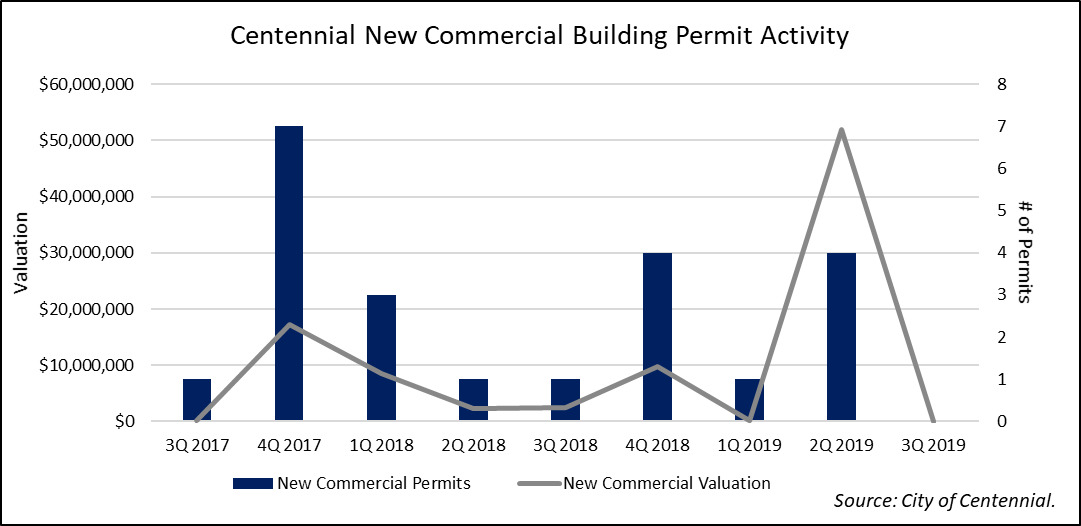 Centennial New Commercial Building Permit Activity
$60,000,000
$50,000,000
$40,000,000
$30,000,000
$20,000,000
$10,000,000
$0
Valuation
8
7
6
5
4
3
2
1
0
# of Permits
3Q 2017 4Q 2017 1Q 2018 2Q 2018 3Q 2018 4Q 2018 1Q 2019 2Q 2019 3Q 2019
New Commercial Permits New Commercial Valuation
Source: City of Centennial.